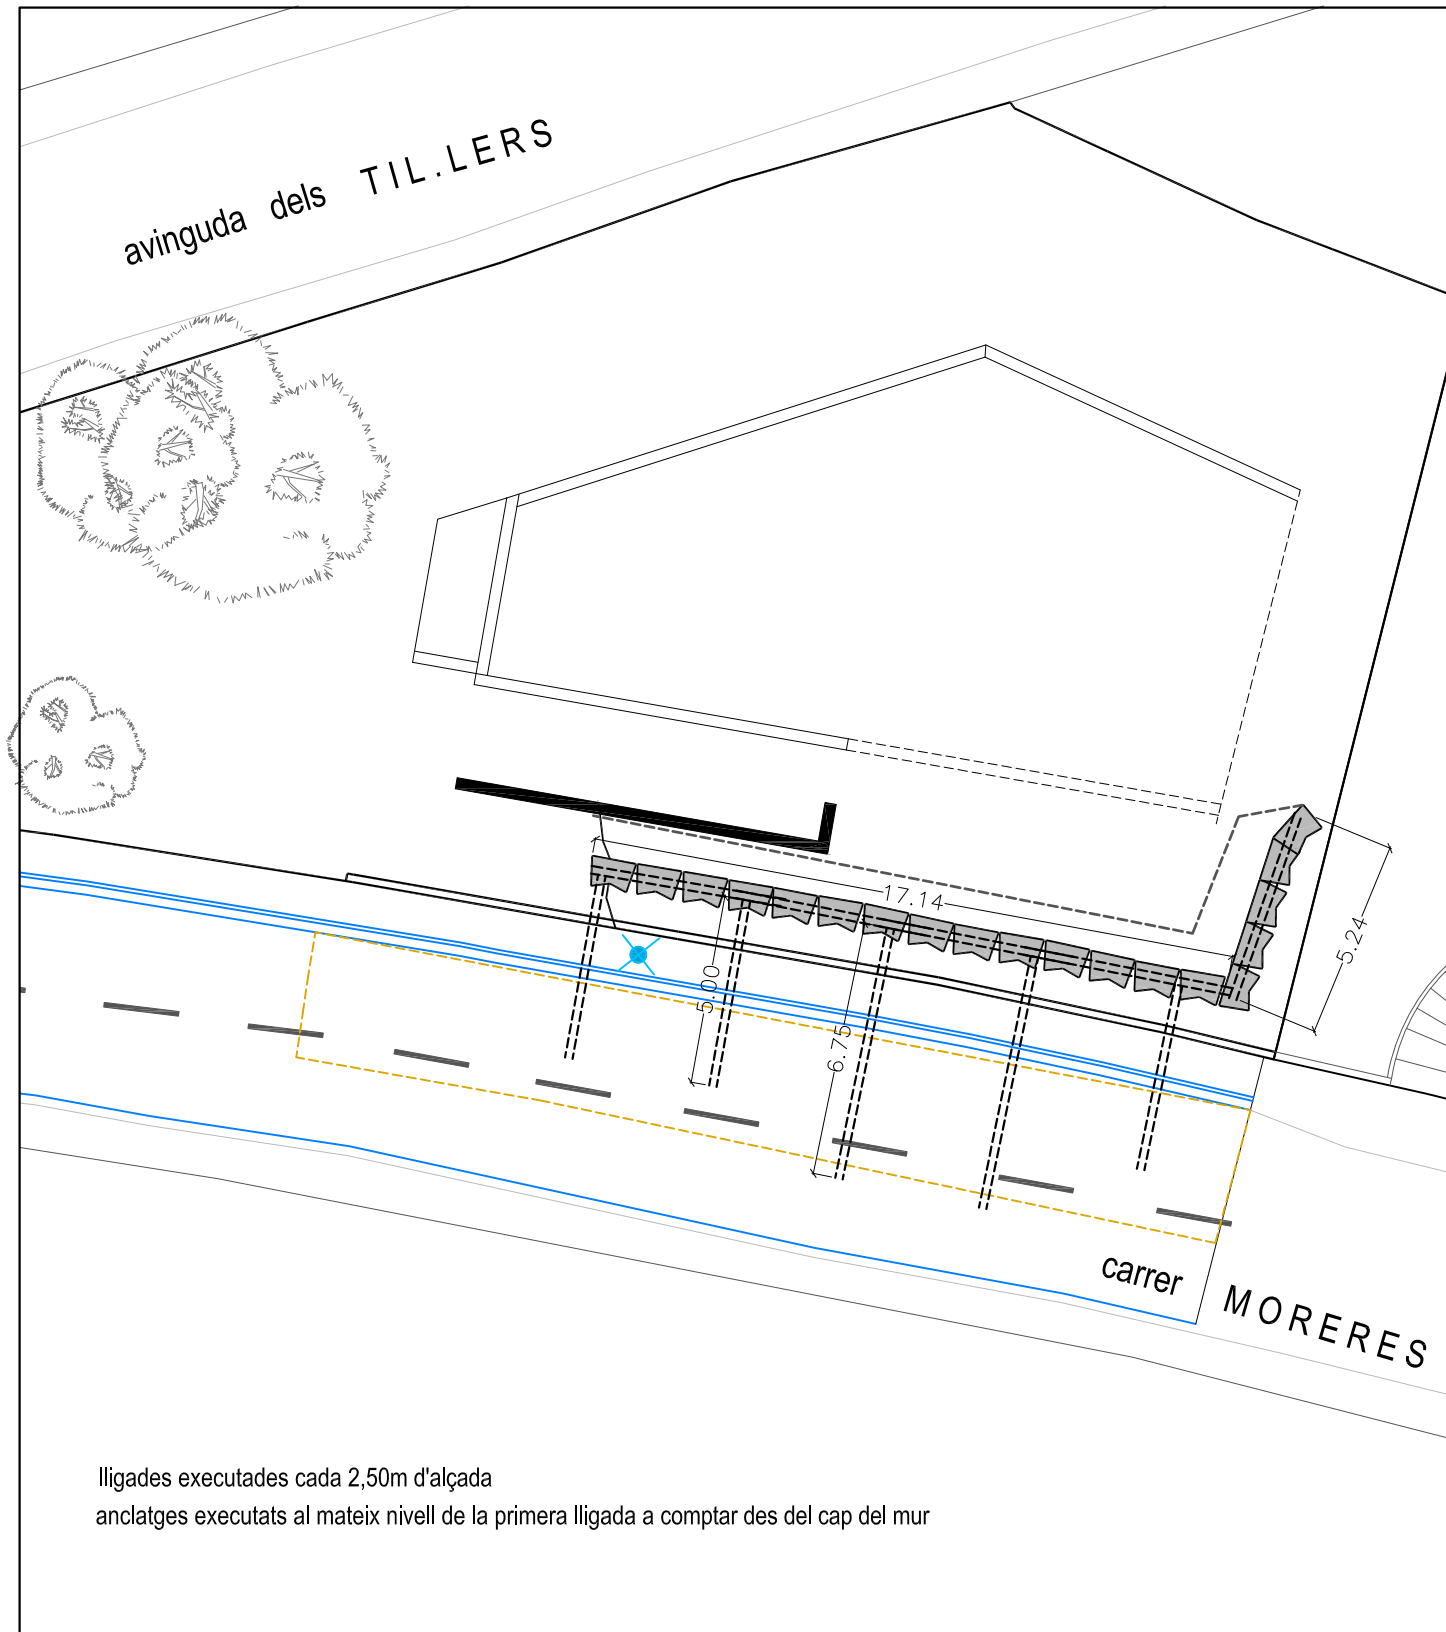 avinguda dels TIL.LERS
17.14
5.24
5.00
6.75
carrer MORERES
lligades executades cada 2,50m d'alçada
anclatges executats al mateix nivell de la primera lligada a comptar des del cap del mur